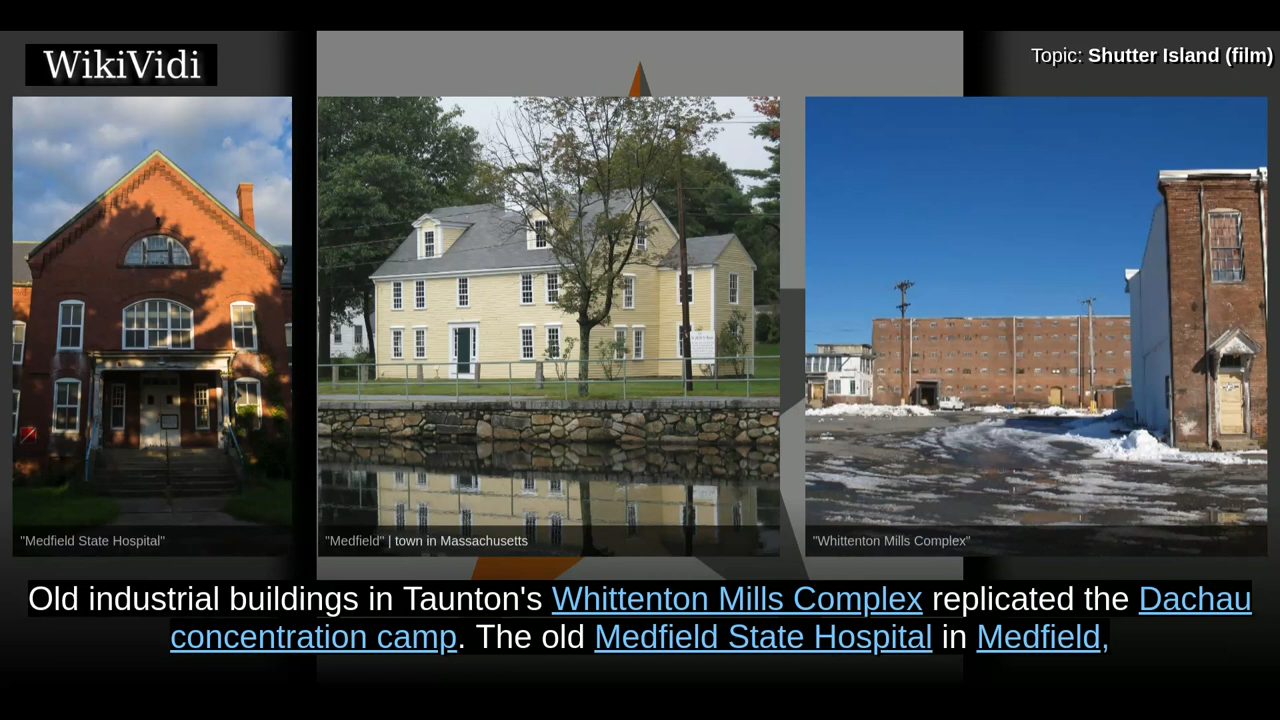 WikiVidi
Topic: Shutter Island (film)
"Medfield State Hospital"
"Medfield" | town in Massachusetts
"Whittenton Mills Complex"
Old industrial buildings in Taunton's Whittenton Mills Complex replicated the Dachau
concentration camp. The old Medfield State Hospital in Medfield,